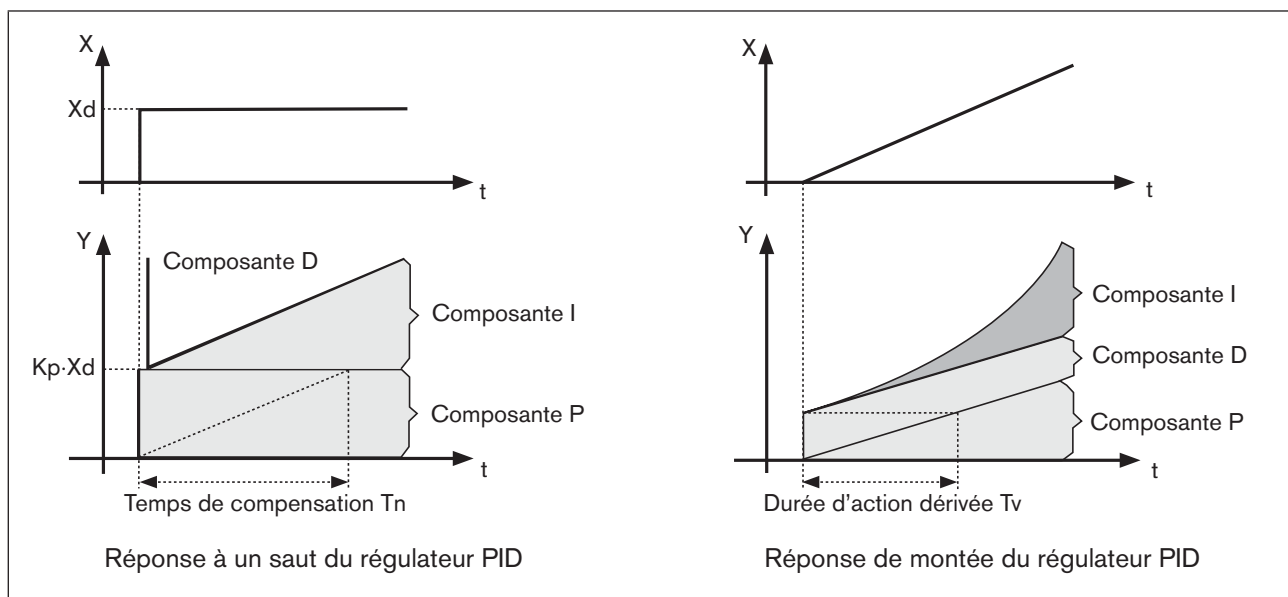 X
Xd
t
Y
Composante D
Composante I
Kp·Xd
Composante P
t
Temps de compensation Tn
Réponse à un saut du régulateur PID
X
t
Y
Composante I
Composante D
Composante P
t
Durée d'action dérivée Tv
Réponse de montée du régulateur PID